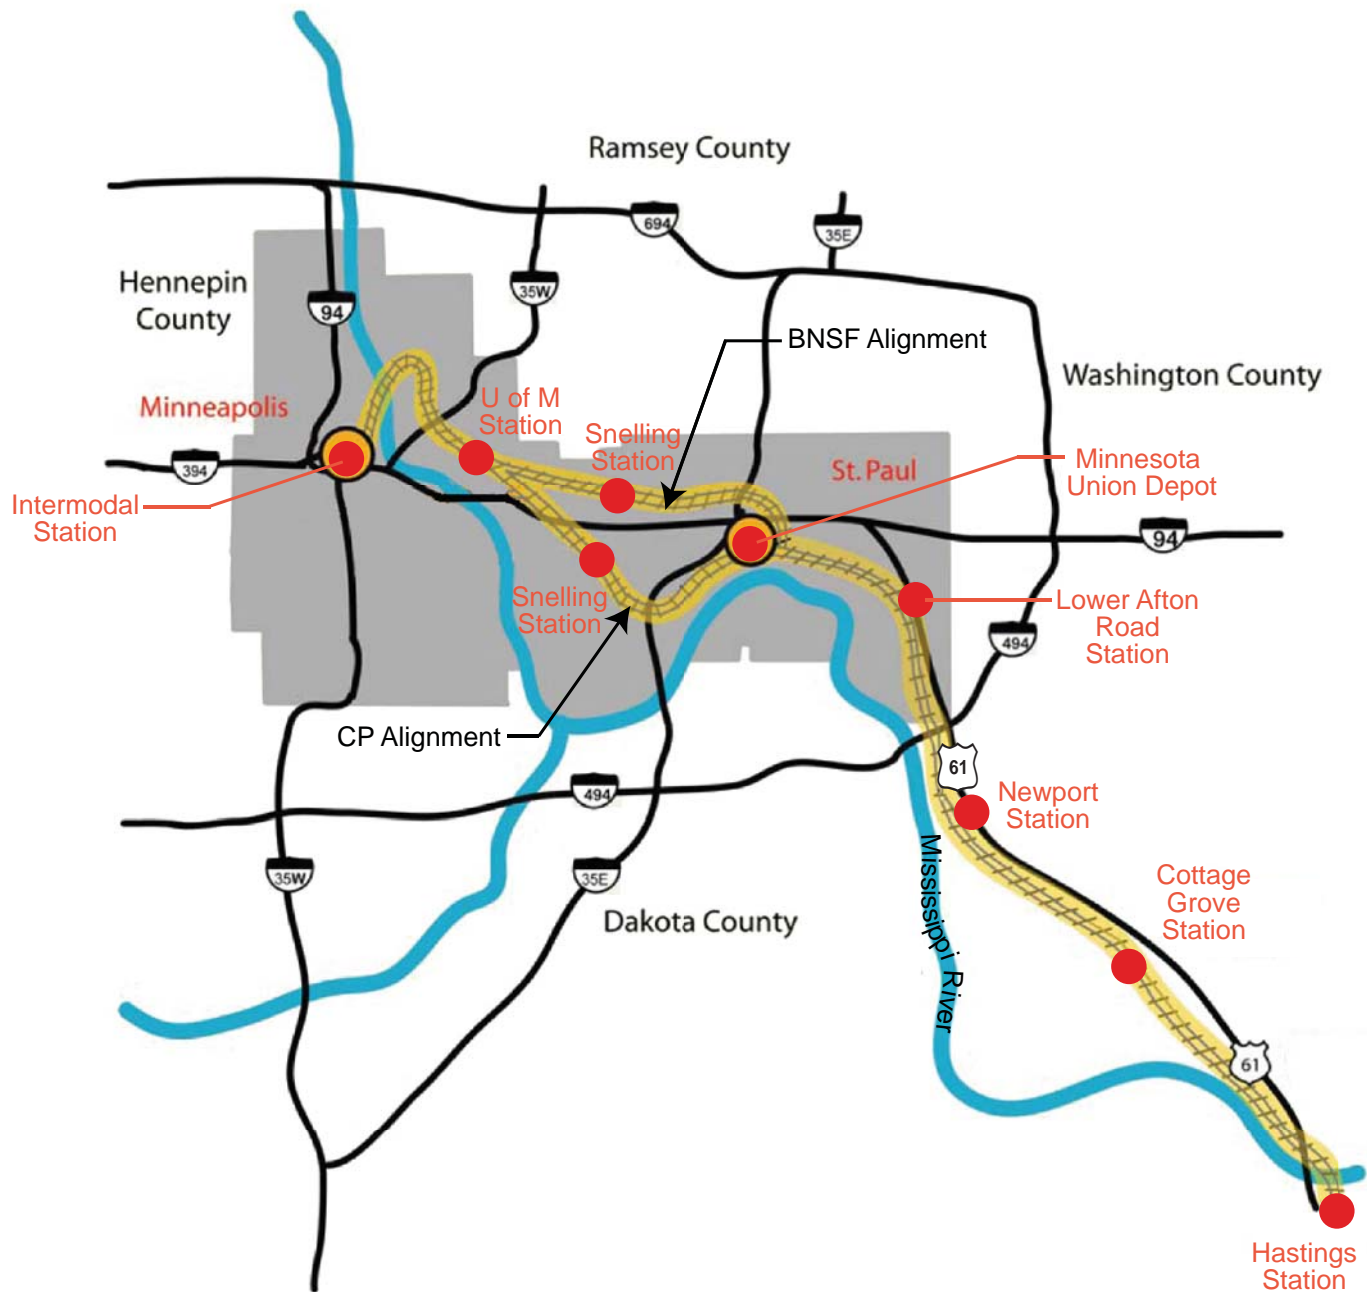 Ramsey County
694
35E
Hennepin
County
94
35W
BNSF Alignment
Washington County
Minneapolis
U of M
Station
Snelling
Station
St. Paul
Minnesota
Union Depot
394
Intermodal
Station
94
Snelling
Station
Lower Afton
Road
Station
494
CP Alignment
61
494
Newport
Station
Mississippi River
35W
35E
Cottage
Grove
Station
Dakota County
61
Hastings
Station